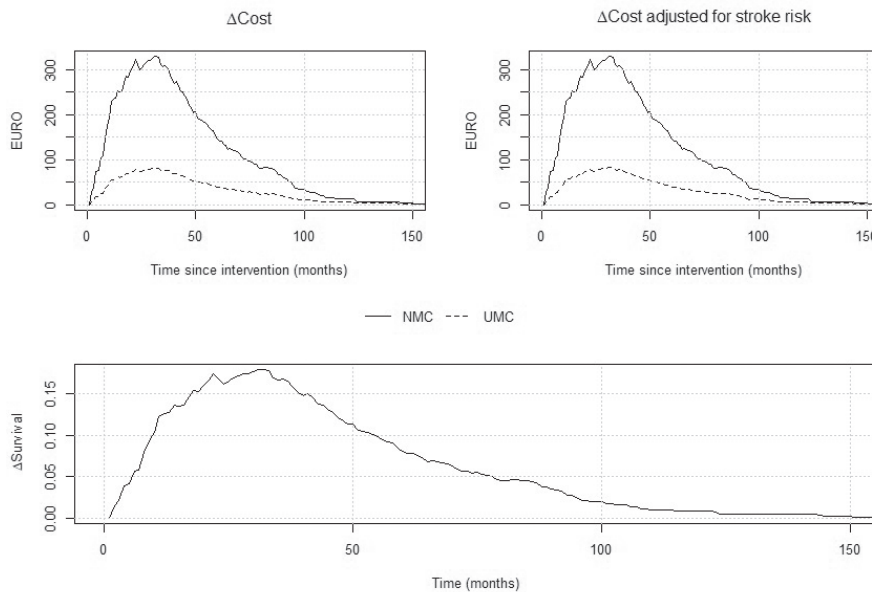 ΔCost
ΔCost adjusted for stroke risk
EURO
300
200
100
0
0
50
100
150
Time since intervention (months)
EURO
300
200
100
0
0
50
100
150
Time since intervention (months)
NMC
UMC
ΔSurvival
0.15
0.10
0.05
0.00
0
50
100
150
Time (months)